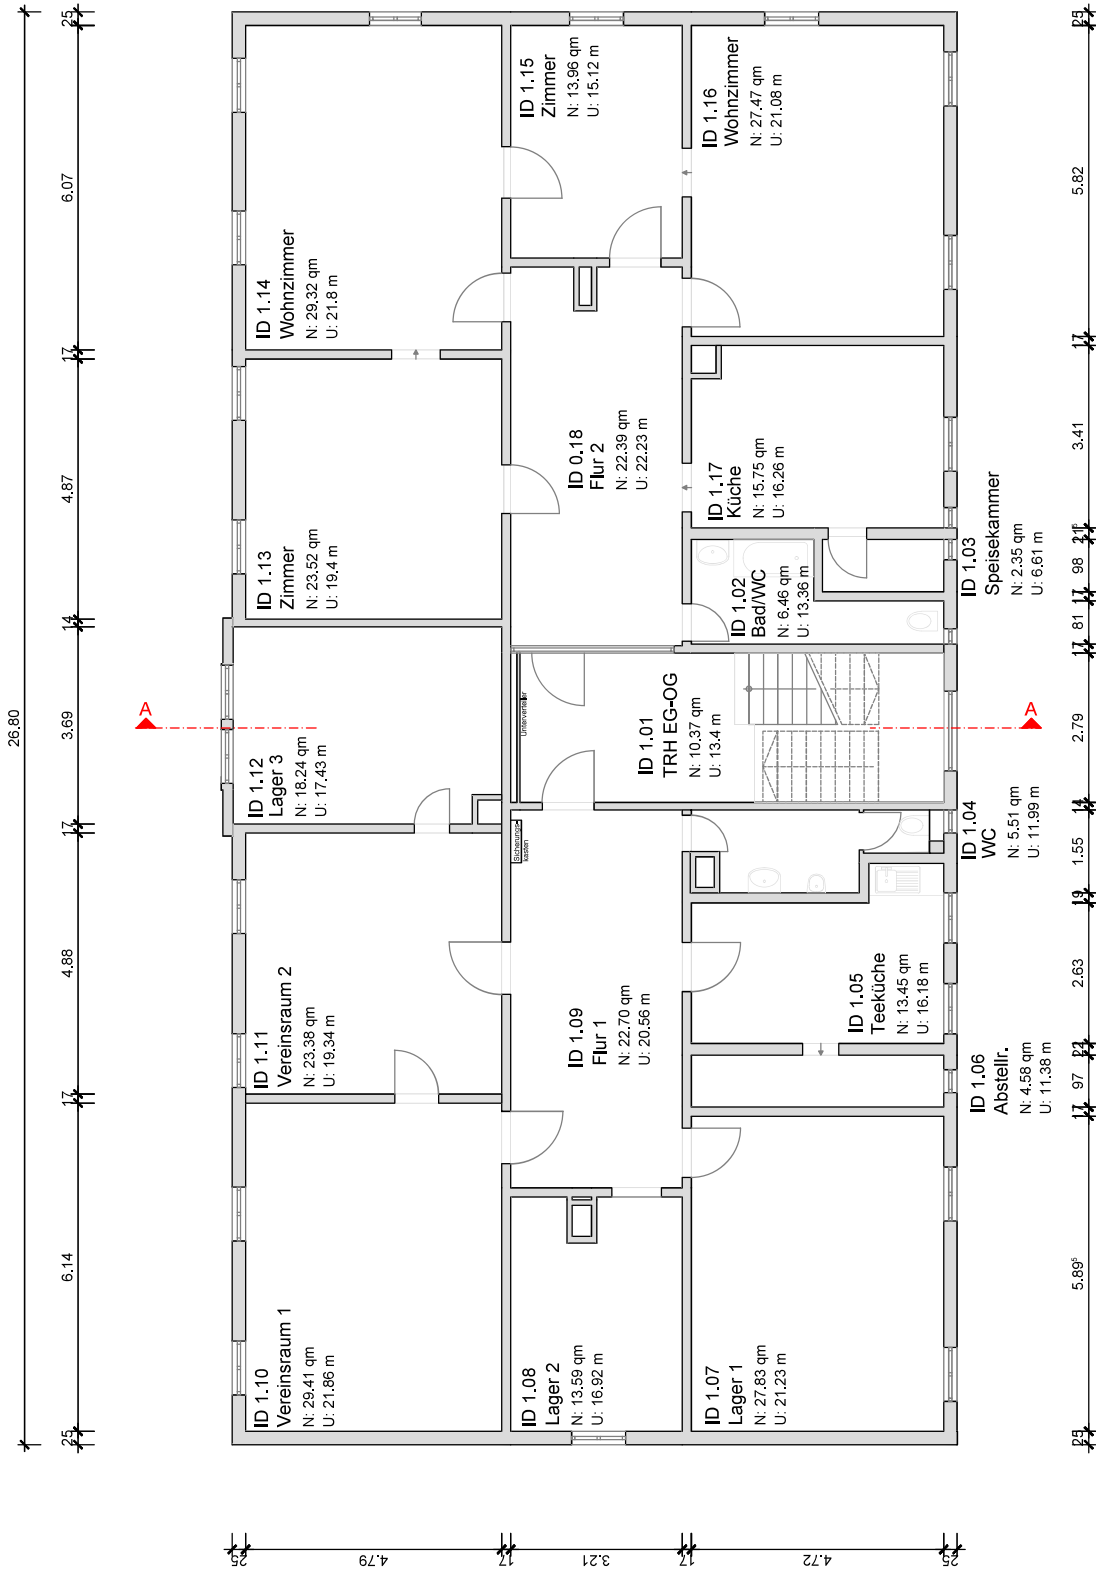 26.80
25
6.07
17
4.87
14
3.69
17
4.88
17
6.14
25
ID 1.14
Wohnzimmer
N: 29.32 qm
U: 21.8 m
ID 1.15
Zimmer
N: 13.96 qm
U: 15.12 m
ID 1.16
Wohnzimmer
N: 27.47 qm
U: 21.08 m
ID 1.13
Zimmer
N: 23.52 qm
U: 19.4 m
ID 0.18
Flur 2
N: 22.39 qm
U: 22.23 m
ID 1.17
Küche
N: 15.75 qm
U: 16.26 m
ID 1.02
Bad/WC
N: 6.46 qm
U: 13.36 m
ID 1.03
Speisekammer
N: 2.35 qm
U: 6.61 m
A
ID 1.12
Lager 3
N: 18.24 qm
U: 17.43 m
Unterverteiler
ID 1.01
TRH EG-OG
N: 10.37 qm
U: 13.4 m
A
ID 1.04
WC
N: 5.51 qm
U: 11.99 m
Sicherungs-
kasten
ID 1.11
Vereinsraum 2
N: 23.38 qm
U: 19.34 m
ID 1.09
Flur 1
N: 22.70 qm
U: 20.56 m
ID 1.05
Teeküche
N: 13.45 qm
U: 16.18 m
ID 1.06
Abstellr.
N: 4.58 qm
U: 11.38 m
ID 1.10
Vereinsraum 1
N: 29.41 qm
U: 21.86 m
ID 1.08
Lager 2
N: 13.59 qm
U: 16.92 m
ID 1.07
Lager 1
N: 27.83 qm
U: 21.23 m
25
5.82
17
3.41
21⁵
98
17
81
17
2.79
14
1.55
19
2.63
22
97
17
5.89⁵
25
25
4.79
17
3.21
17
4.72
25